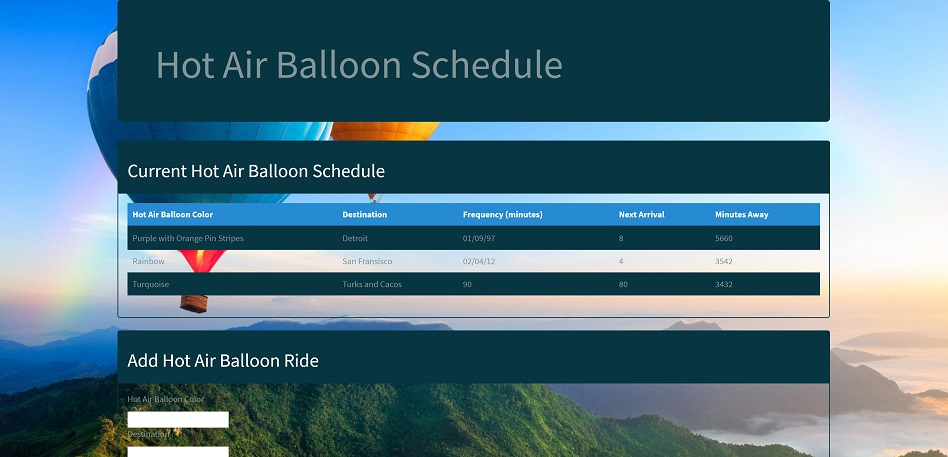 Hot Air Balloon Schedule
Current Hot Air Balloon Schedule
Hot Air Balloon Color Destination Frequency (minutes) Next Arrival Minutes Away
Purple with Orange Pin Stripes Detroit 01/09/97 8 5660
Rainbow San Fransisco 02/04/12 4 3542
Turquoise Turks and Cacos 90 80 3432
Add Hot Air Balloon Ride
Hot Air Balloon Color
Destination